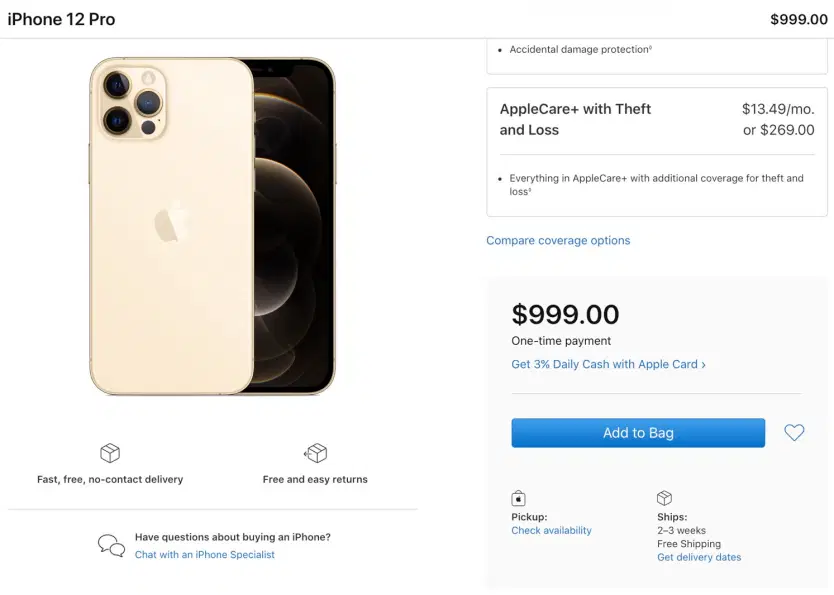 iPhone 12 Pro
$999.00
Accidental damage protection◊
AppleCare+ with Theft
and Loss
$13.49/mo.
or $269.00
Everything in AppleCare+ with additional coverage for theft and
loss◊
Compare coverage options
$999.00
One-time payment
Get 3% Daily Cash with Apple Card ›
Add to Bag
Fast, free, no-contact delivery
Free and easy returns
Have questions about buying an iPhone?
Chat with an iPhone Specialist
Pickup:
Check availability
Ships:
2–3 weeks
Free Shipping
Get delivery dates